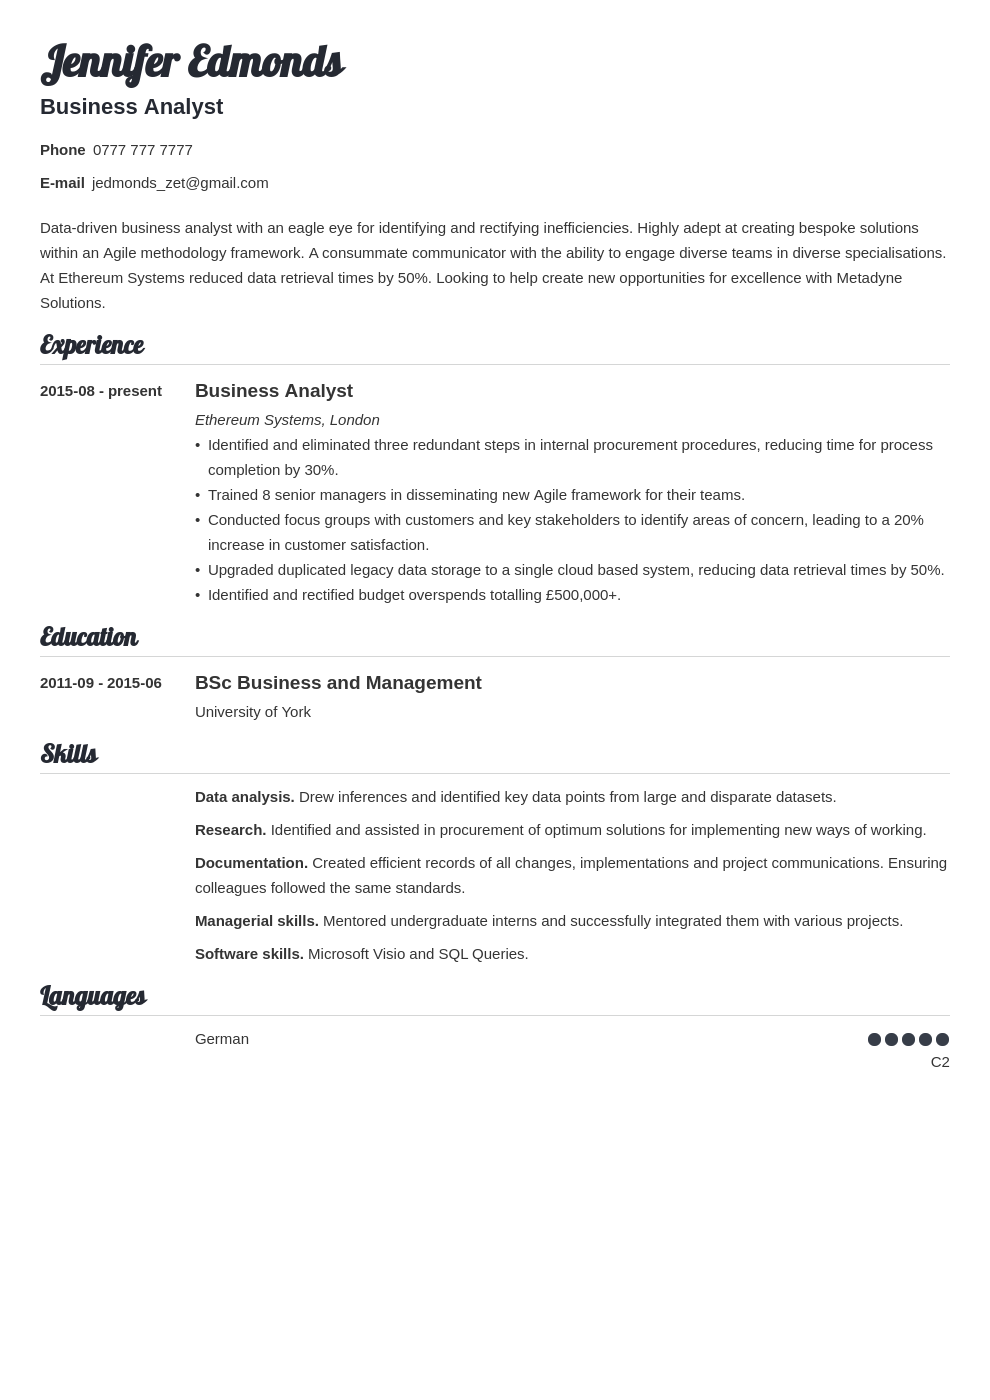 Jennifer Edmonds
Business Analyst
Phone 0777 777 7777
E-mail jedmonds_zet@gmail.com
Data-driven business analyst with an eagle eye for identifying and rectifying inefficiencies. Highly adept at creating bespoke solutions
within an Agile methodology framework. A consummate communicator with the ability to engage diverse teams in diverse specialisations.
At Ethereum Systems reduced data retrieval times by 50%. Looking to help create new opportunities for excellence with Metadyne
Solutions.
Experience
2015-08 - present Business Analyst
Ethereum Systems, London
• Identified and eliminated three redundant steps in internal procurement procedures, reducing time for process
completion by 30%.
• Trained 8 senior managers in disseminating new Agile framework for their teams.
• Conducted focus groups with customers and key stakeholders to identify areas of concern, leading to a 20%
increase in customer satisfaction.
• Upgraded duplicated legacy data storage to a single cloud based system, reducing data retrieval times by 50%.
• Identified and rectified budget overspends totalling £500,000+.
Education
2011-09 - 2015-06 BSc Business and Management
University of York
Skills
Data analysis. Drew inferences and identified key data points from large and disparate datasets.
Research. Identified and assisted in procurement of optimum solutions for implementing new ways of working.
Documentation. Created efficient records of all changes, implementations and project communications. Ensuring
colleagues followed the same standards.
Managerial skills. Mentored undergraduate interns and successfully integrated them with various projects.
Software skills. Microsoft Visio and SQL Queries.
Languages
German
C2